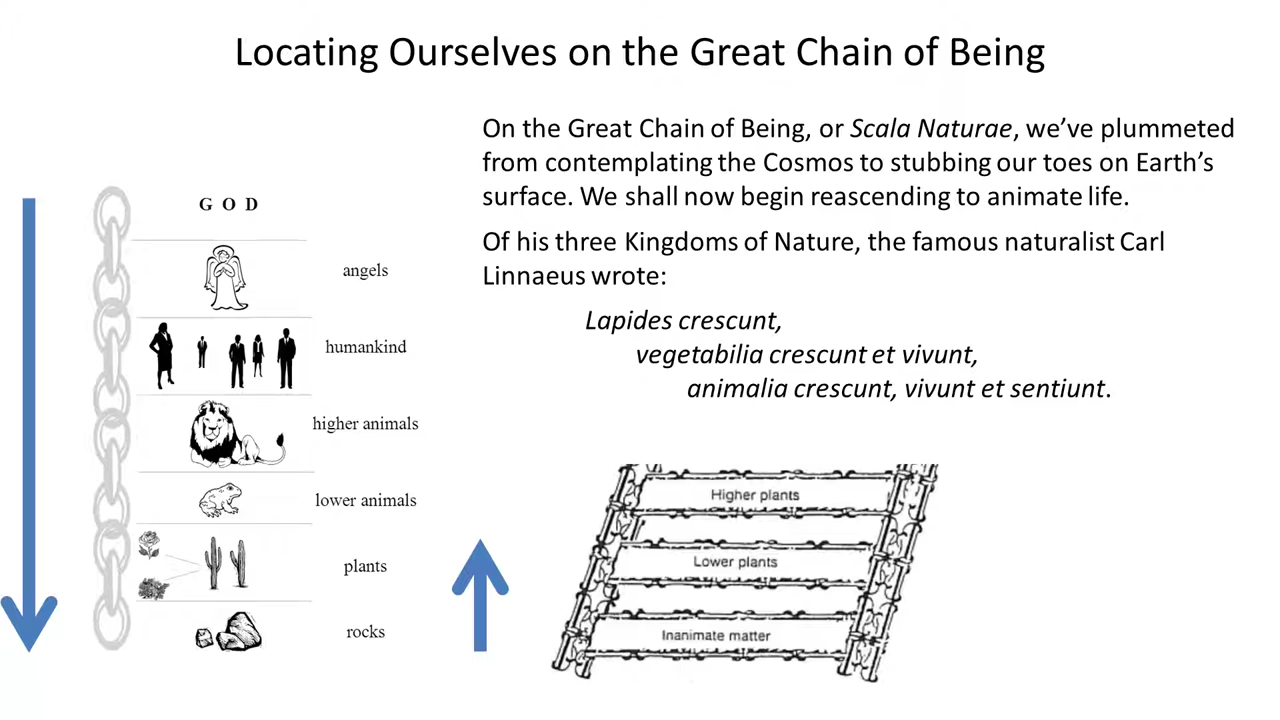 Locating Ourselves on the Great Chain of Being
G O D
angels
humankind
higher animals
lower animals
plants
rocks
On the Great Chain of Being, or Scala Naturae, we’ve plummeted
from contemplating the Cosmos to stubbing our toes on Earth’s
surface. We shall now begin reascending to animate life.
Of his three Kingdoms of Nature, the famous naturalist Carl
Linnaeus wrote:
Lapides crescunt,
vegetabilia crescunt et vivunt,
animalia crescunt, vivunt et sentiunt.
Higher plants
Lower plants
Inanimate matter